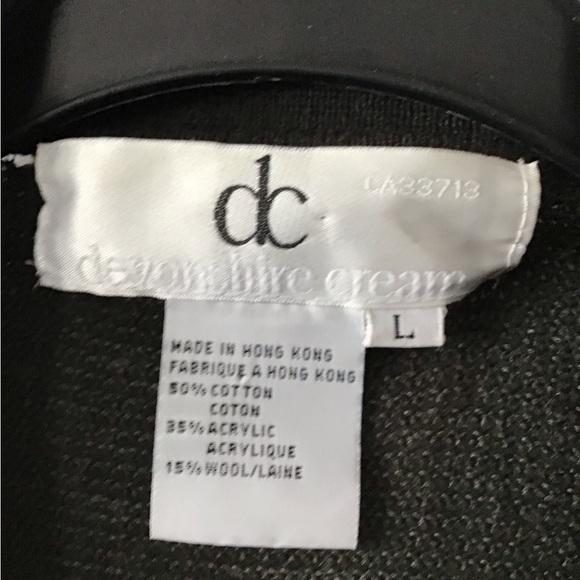 dc
CA33713
devonshire cream
L
MADE IN HONG KONG
FABRIQUE A HONG KONG
50% COTTON
COTON
35% ACRYLIC
ACRYLIQUE
15% WOOL/LAINE